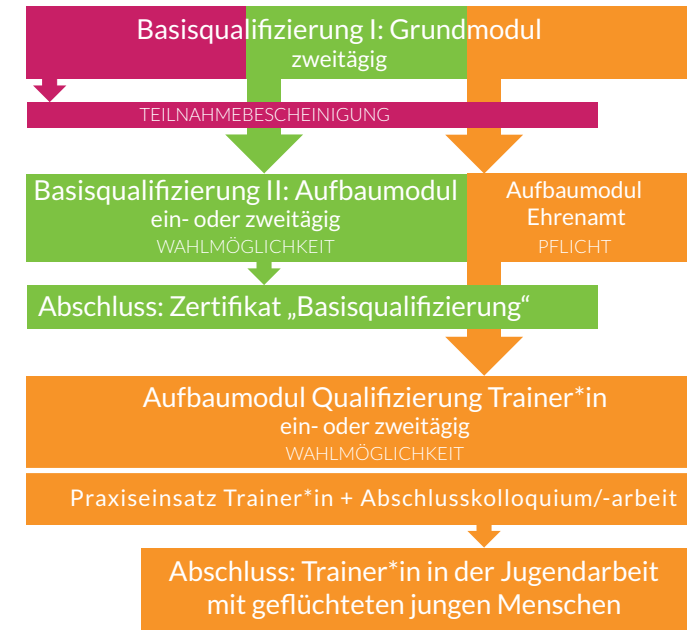 Basisqualifizierung I: Grundmodul
zweitägig
TEILNAHMEBESCHEINIGUNG
Basisqualifizierung II: Aufbaumodul
ein- oder zweitägig
WAHLMÖGLICHKEIT
Aufbaumodul
Ehrenamt
PFLICHT
Abschluss: Zertifikat „Basisqualifizierung“
Aufbaumodul Qualifizierung Trainer*in
ein- oder zweitägig
WAHLMÖGLICHKEIT
Praxiseinsatz Trainer*in + Abschlusskolloquium/-arbeit
Abschluss: Trainer*in in der Jugendarbeit
mit geflüchteten jungen Menschen